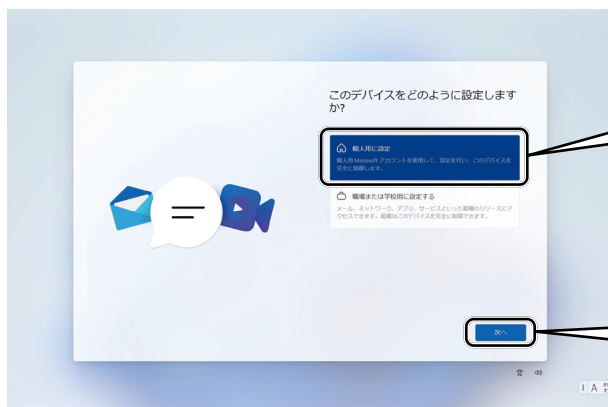 このデバイスをどのように設定します
か?
個人用に設定
個人用 Microsoft アカウントを使用して、設定を行い、このデバイスを
完全に制御します。
職場または学校用に設定する
メール、ネットワーク、アプリ、サービスといった組織のリソースにア
クセスできます。組織はこのデバイスを完全に制御できます。
次へ
A